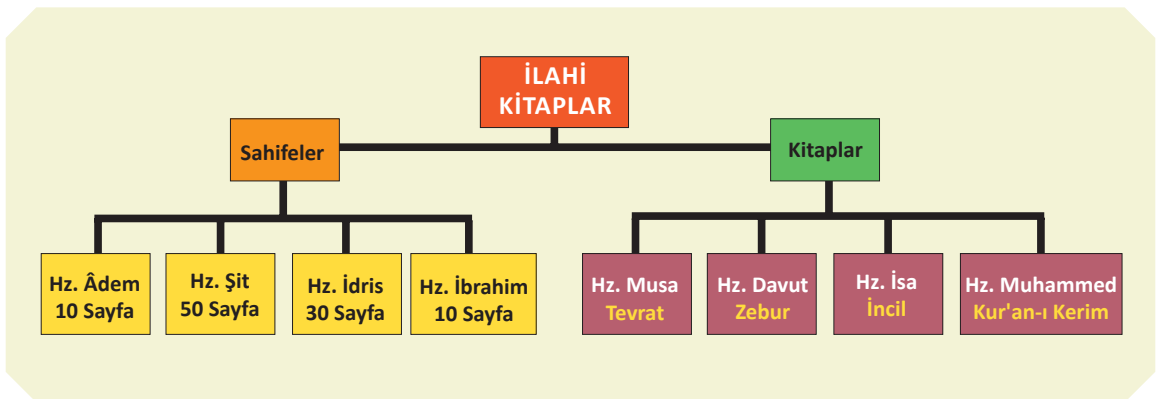 İLAHİ
KİTAPLAR
Sahifeler
Kitaplar
Hz. Âdem
10 Sayfa
Hz. Şit
50 Sayfa
Hz. İdris
30 Sayfa
Hz. İbrahim
10 Sayfa
Hz. Musa
Tevrat
Hz. Davut
Zebur
Hz. İsa
İncil
Hz. Muhammed
Kur'an-ı Kerim